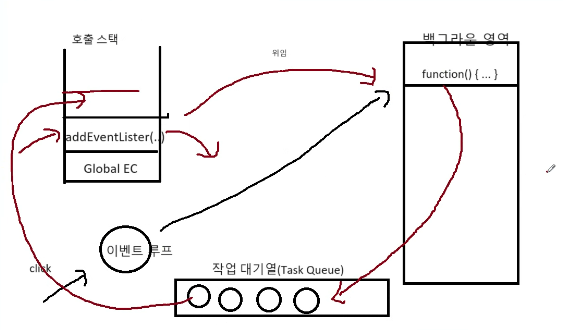 호출 스택
백그라운 영역
위임
function() { ... }
addEventLister(..)
Global EC
이벤트 루프
click
작업 대기열(Task Queue)